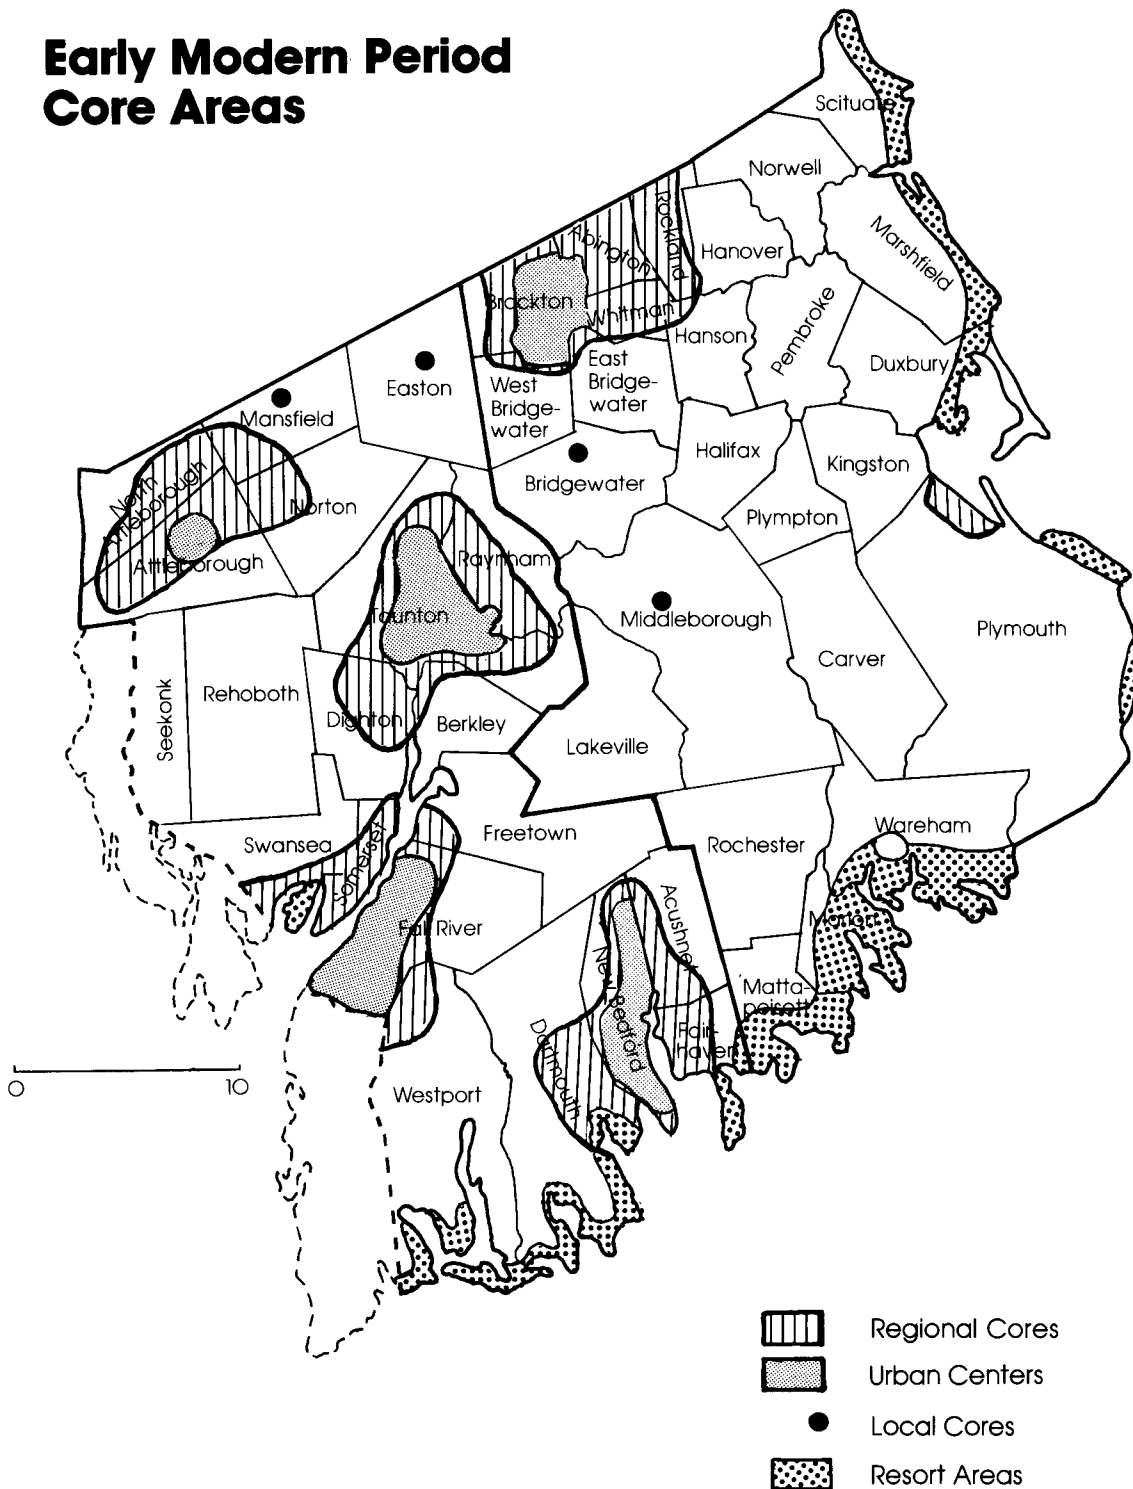 Early Modern Period
Core Areas
Scituate
Norwell
Rockland
Abington
Hanover
Marshfield
Brockton
Whitman
Hanson
Pembroke
Duxbury
East
Bridge-
water
West
Bridge-
water
Easton
Mansfield
Halifax
Kingston
Bridgewater
North
Attleborough
Norton
Plympton
Attleborough
Raynham
Taunton
Middleborough
Plymouth
Carver
Seekonk
Rehoboth
Dighton
Berkley
Lakeville
Swansea
Somerset
Freetown
Rochester
Wareham
Fall River
Acushnet
Marion
New Bedford
Matta-
poisett
Fair-
haven
Dartmouth
Westport
0 10
Regional Cores
Urban Centers
Local Cores
Resort Areas